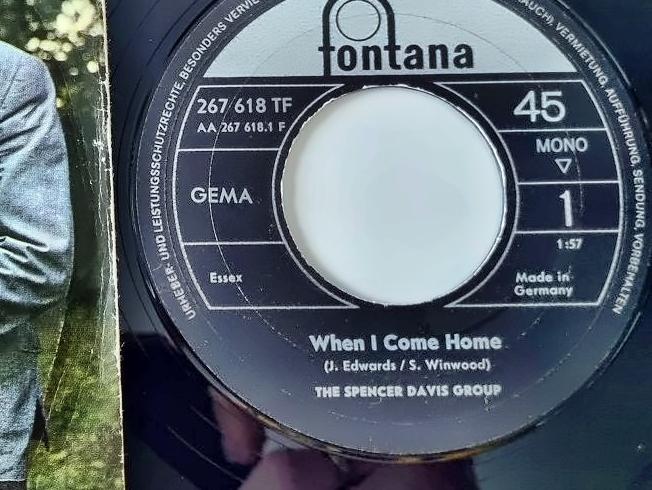 URHEBER- UND LEISTUNGSSCHUTZRECHTE, BESONDERS VERVIE
AUCH), VERMIETUNG, AUFFÜHRUNG, SENDUNG, VORBEHALTEN
fontana
267 618 TF
AA 267 618.1 F
45
MONO
GEMA
1
1:57
Essex
Made in
Germany
When I Come Home
(J. Edwards / S. Winwood)
THE SPENCER DAVIS GROUP